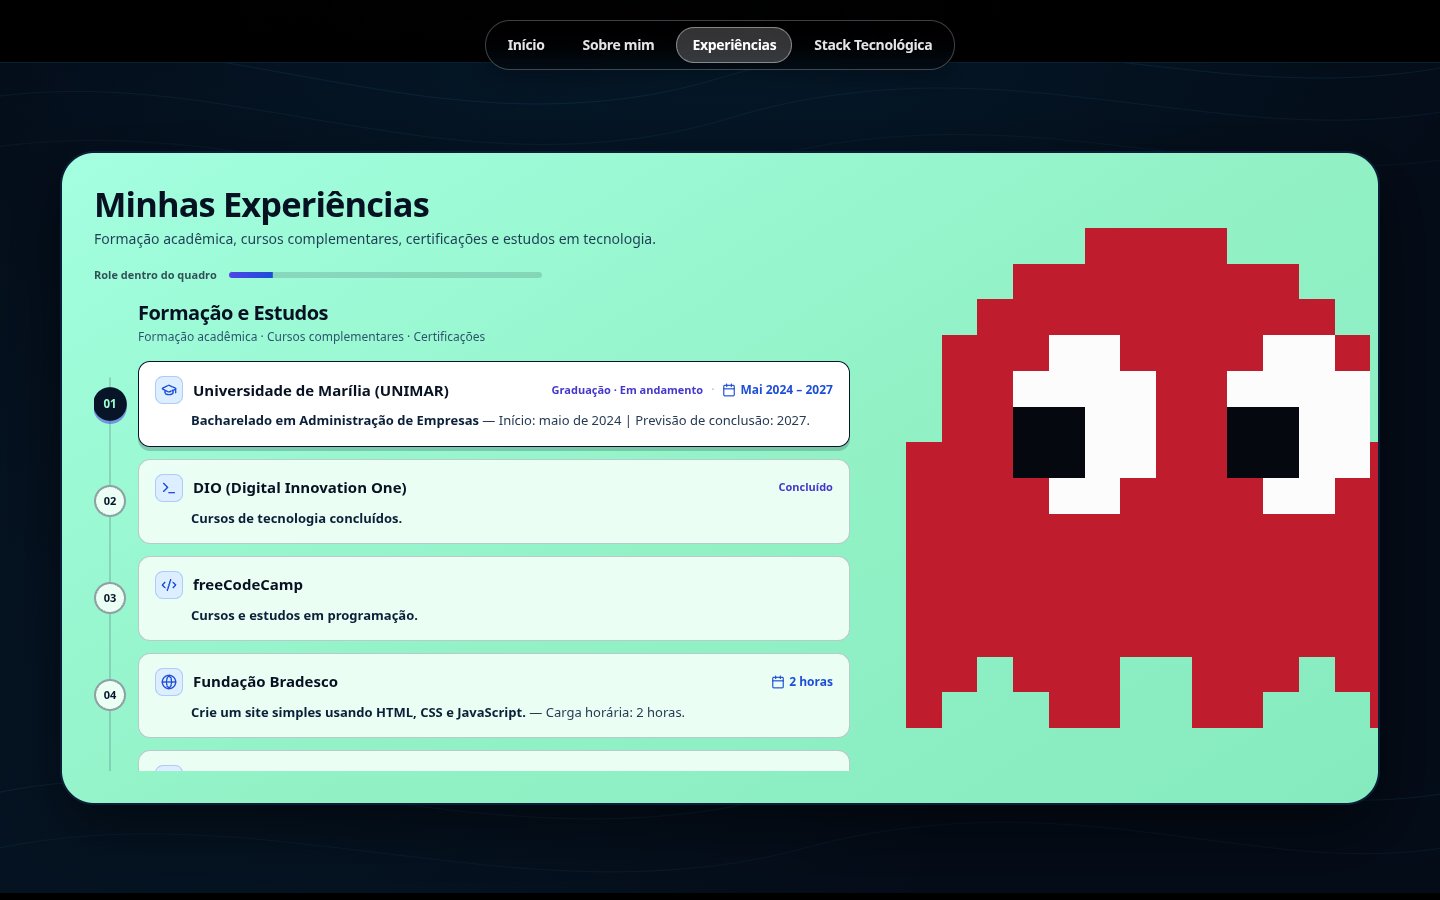 Início Sobre mim Experiências Stack Tecnológica
Minhas Experiências
Formação acadêmica, cursos complementares, certificações e estudos em tecnologia.
Role dentro do quadro
Formação e Estudos
Formação acadêmica · Cursos complementares · Certificações
01
Universidade de Marília (UNIMAR) Graduação · Em andamento · Mai 2024 – 2027
Bacharelado em Administração de Empresas — Início: maio de 2024 | Previsão de conclusão: 2027.
02
DIO (Digital Innovation One) Concluído
Cursos de tecnologia concluídos.
03
freeCodeCamp
Cursos e estudos em programação.
04
Fundação Bradesco 2 horas
Crie um site simples usando HTML, CSS e JavaScript. — Carga horária: 2 horas.